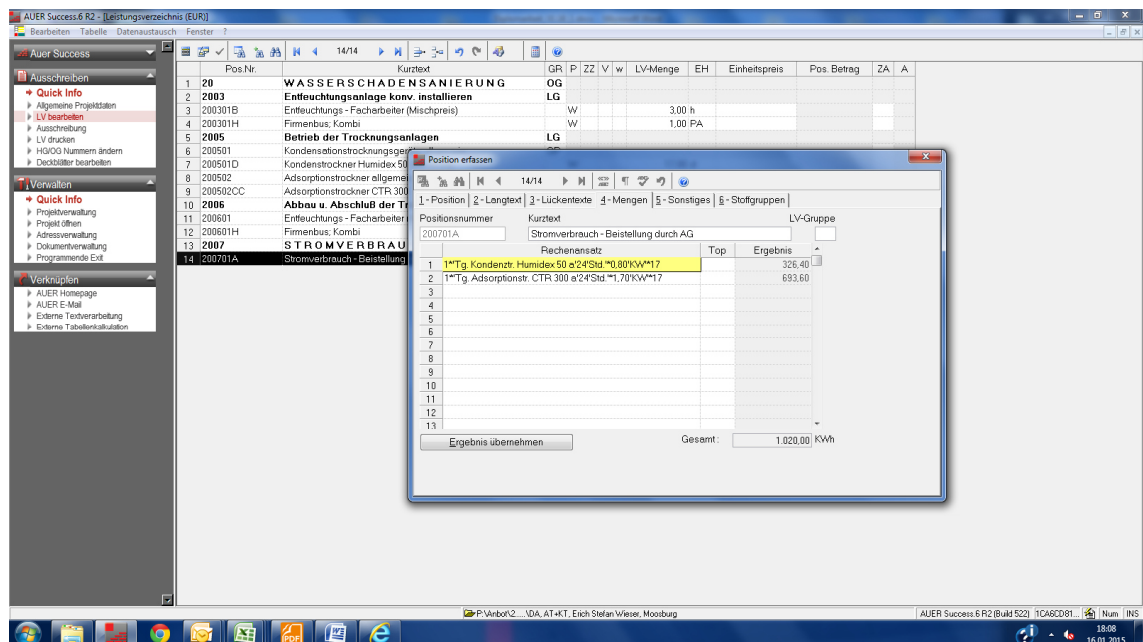 AUER Success.6 R2 - [Leistungsverzeichnis (EUR)]
Bearbeiten Tabelle Datenaustausch Fenster ?
Auer Success
14/14
Ausschreiben
Quick Info
Allgemeine Projektdaten
LV bearbeiten
Ausschreibung
LV drucken
HG/OG Nummern ändern
Deckblätter bearbeiten
Verwalten
Quick Info
Projektverwaltung
Projekt öffnen
Adressverwaltung
Dokumentverwaltung
Programmende Exit
Verknüpfen
AUER Homepage
AUER E-Mail
Externe Textverarbeitung
Externe Tabellenkalkulation
Pos.Nr. Kurztext GR P ZZ V w LV-Menge EH Einheitspreis Pos. Betrag ZA A
1 20 WASSERSCHADENSANIERUNG OG
2 2003 Entfeuchtungsanlage konv. installieren LG
3 200301B Entfeuchtungs - Facharbeiter (Mischpreis) W 3,00 h
4 200301H Firmenbus; Kombi W 1,00 PA
5 2005 Betrieb der Trocknungsanlagen LG
6 200501 Kondensationstrocknungsger
7 200501D Kondenstrockner Humidex 50
8 200502 Adsorptionstrockner allgemei
9 200502CC Adsorptionstrockner CTR 300
10 2006 Abbau u. Abschluß der Tr
11 200601 Entfeuchtungs - Facharbeiter
12 200601H Firmenbus; Kombi
13 2007 STROMVERBRAU
14 200701A Stromverbrauch - Beistellung
Position erfassen
14/14
1 - Position 2 - Langtext 3 - Lückentexte 4 - Mengen 5 - Sonstiges 6 - Stoffgruppen
Positionsnummer Kurztext LV-Gruppe
200701A Stromverbrauch - Beistellung durch AG
Rechenansatz Top Ergebnis
1 1*'Tg. Kondenztr. Humidex 50 a'24'Std.'*0,80'KW'*17 326,40
2 1*'Tg. Adsorptionstr. CTR 300 a'24'Std.'*1,70'KW'*17 693,60
3
4
5
6
7
8
9
10
11
12
13
Ergebnis übernehmen Gesamt: 1.020,00 KWh
P:\Anbot\2....\DA, AT+KT, Erich Stefan Wieser, Moosburg
AUER Success.6 R2 (Build 522) 1CA6CD81... Num INS
PDF
18:08
16.01.2015